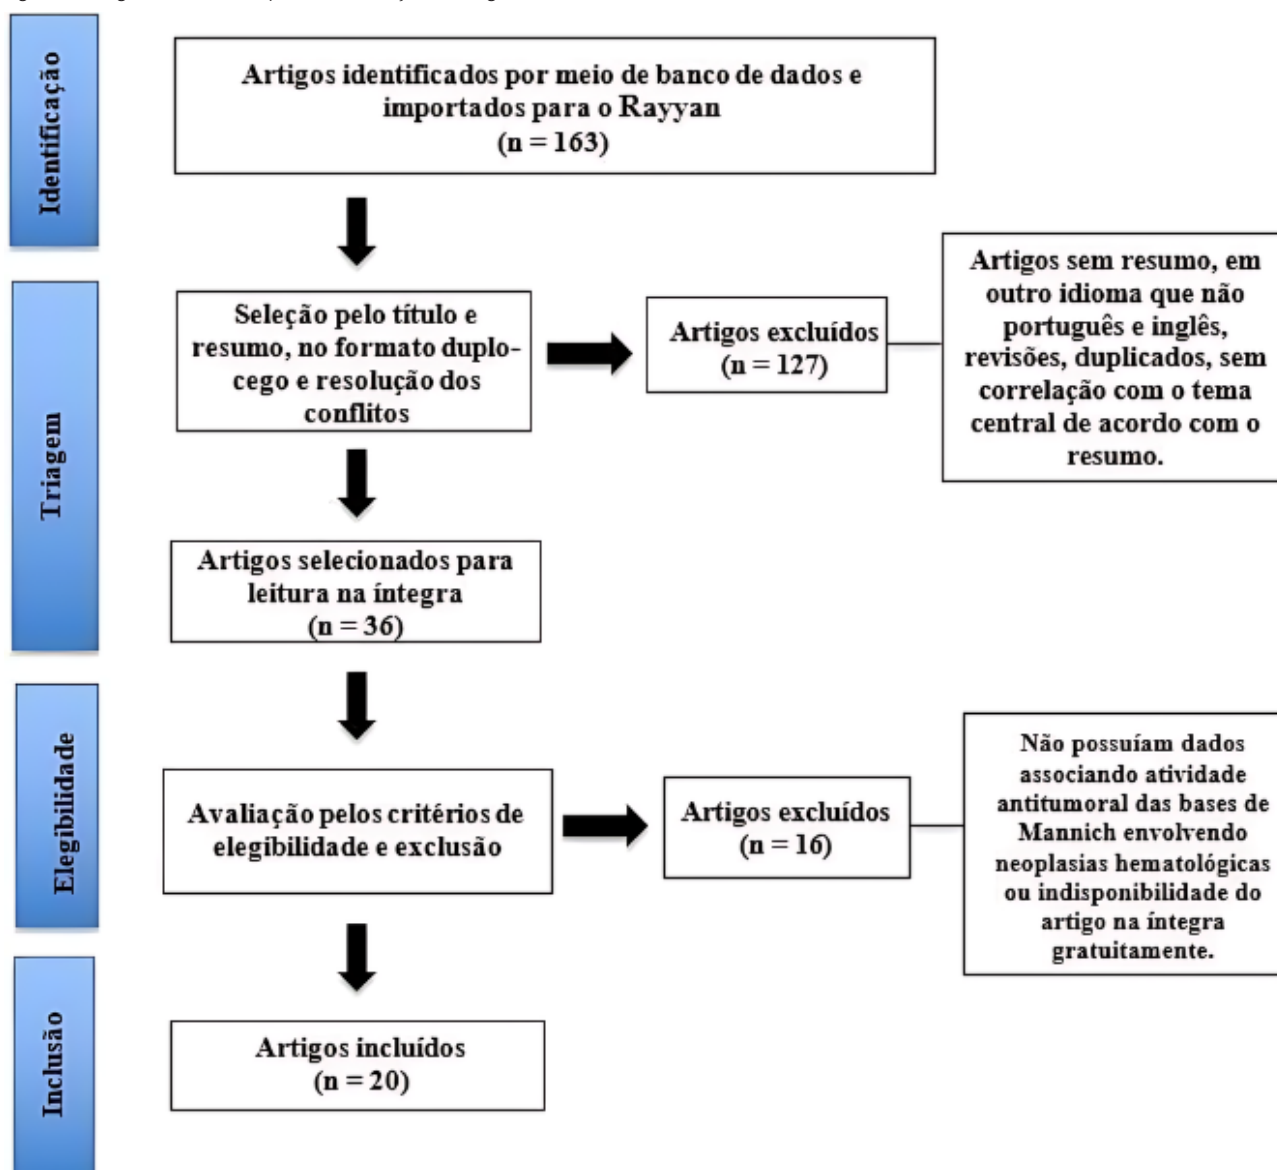 Identificação
Artigos identificados por meio de banco de dados e
importados para o Rayyan
(n = 163)
Triagem
Seleção pelo título e
resumo, no formato duplo-
cego e resolução dos
conflitos
Artigos excluídos
(n = 127)
Artigos sem resumo, em
outro idioma que não
português e inglês,
revisões, duplicados, sem
correlação com o tema
central de acordo com o
resumo.
Artigos selecionados para
leitura na íntegra
(n = 36)
Elegibilidade
Avaliação pelos critérios de
elegibilidade e exclusão
Artigos excluídos
(n = 16)
Não possuíam dados
associando atividade
antitumoral das bases de
Mannich envolvendo
neoplasias hematológicas
ou indisponibilidade do
artigo na íntegra
gratuitamente.
Inclusão
Artigos incluídos
(n = 20)